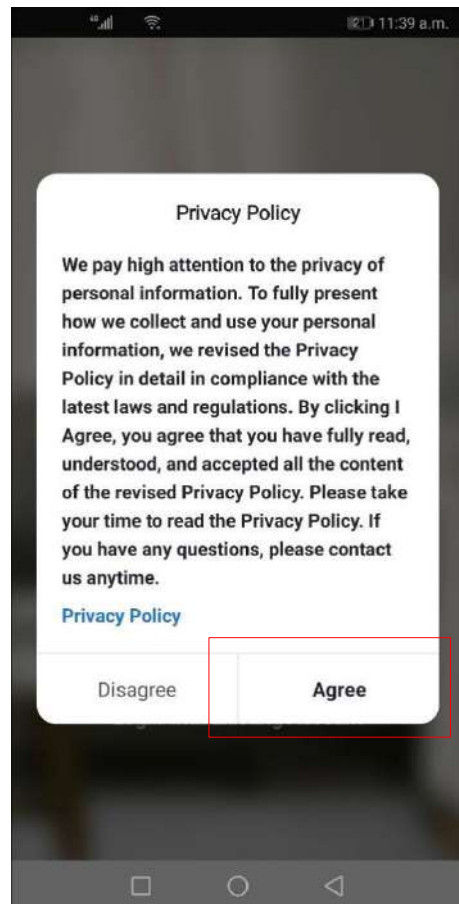 4G 21 11:39 a.m.
Privacy Policy
We pay high attention to the privacy of
personal information. To fully present
how we collect and use your personal
information, we revised the Privacy
Policy in detail in compliance with the
latest laws and regulations. By clicking I
Agree, you agree that you have fully read,
understood, and accepted all the content
of the revised Privacy Policy. Please take
your time to read the Privacy Policy. If
you have any questions, please contact
us anytime.
Privacy Policy
Disagree Agree